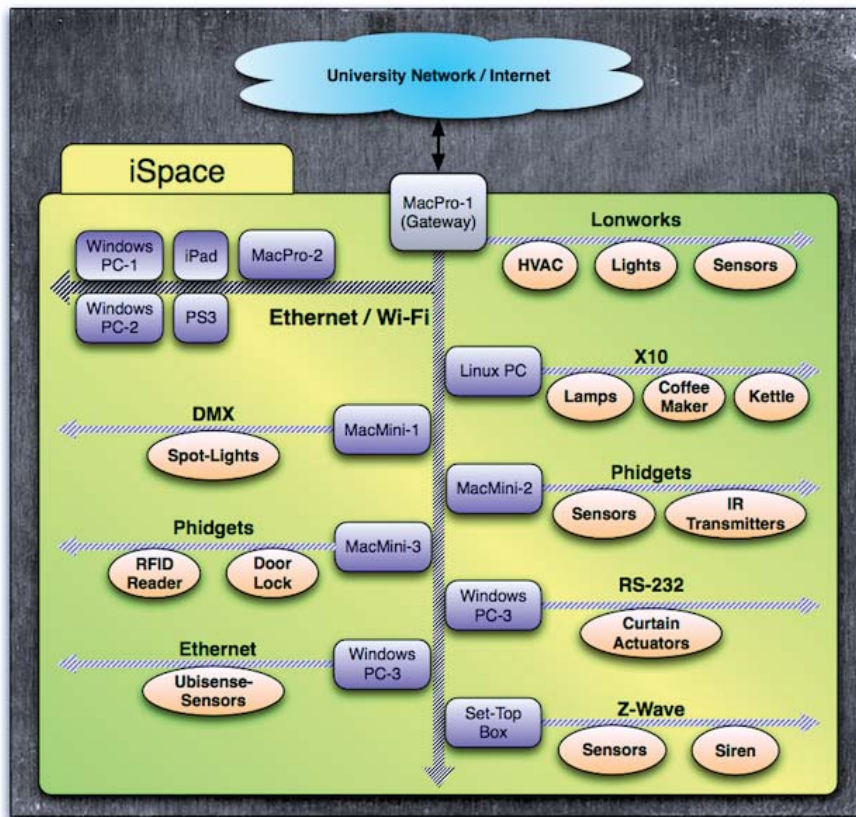 University Network / Internet
iSpace
MacPro-1
(Gateway)
Lonworks
HVAC
Lights
Sensors
Windows
PC-1
iPad
MacPro-2
Windows
PC-2
PS3
Ethernet / Wi-Fi
Linux PC
X10
Lamps
Coffee
Maker
Kettle
DMX
MacMini-1
Spot-Lights
MacMini-2
Phidgets
Sensors
IR
Transmitters
Phidgets
MacMini-3
RFID
Reader
Door
Lock
Windows
PC-3
RS-232
Curtain
Actuators
Ethernet
Windows
PC-3
Ubisense-
Sensors
Set-Top
Box
Z-Wave
Sensors
Siren